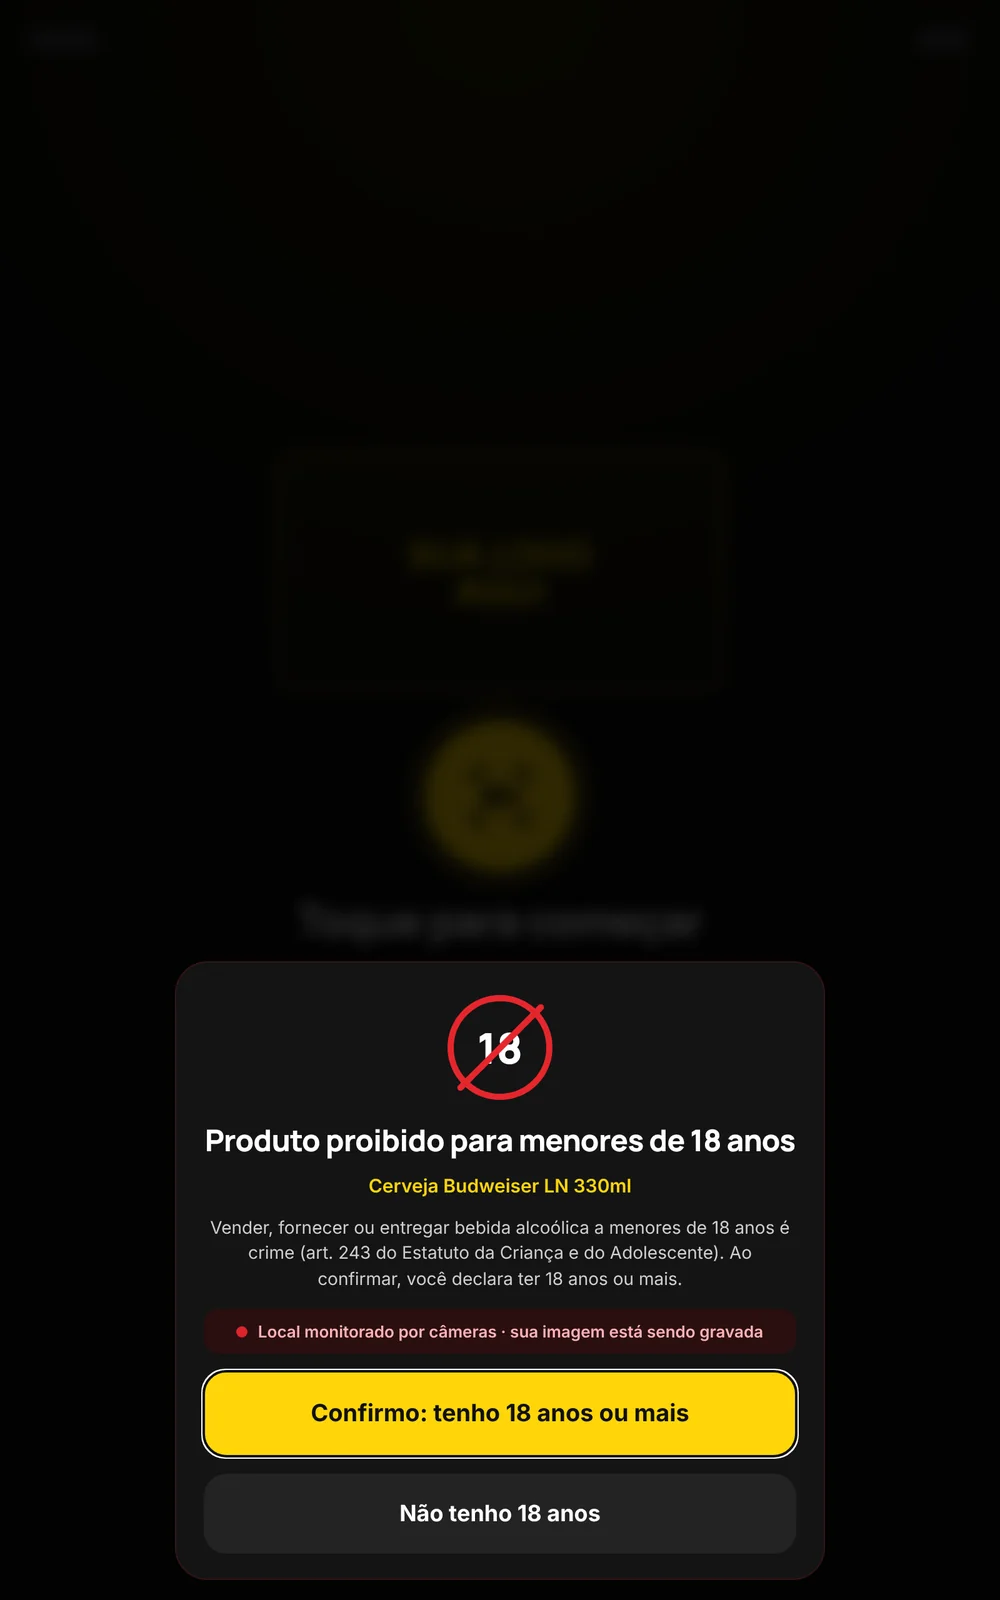 Toque para começar
18
Produto proibido para menores de 18 anos
Cerveja Budweiser LN 330ml
Vender, fornecer ou entregar bebida alcoólica a menores de 18 anos é
crime (art. 243 do Estatuto da Criança e do Adolescente). Ao
confirmar, você declara ter 18 anos ou mais.
Local monitorado por câmeras · sua imagem está sendo gravada
Confirmo: tenho 18 anos ou mais
Não tenho 18 anos